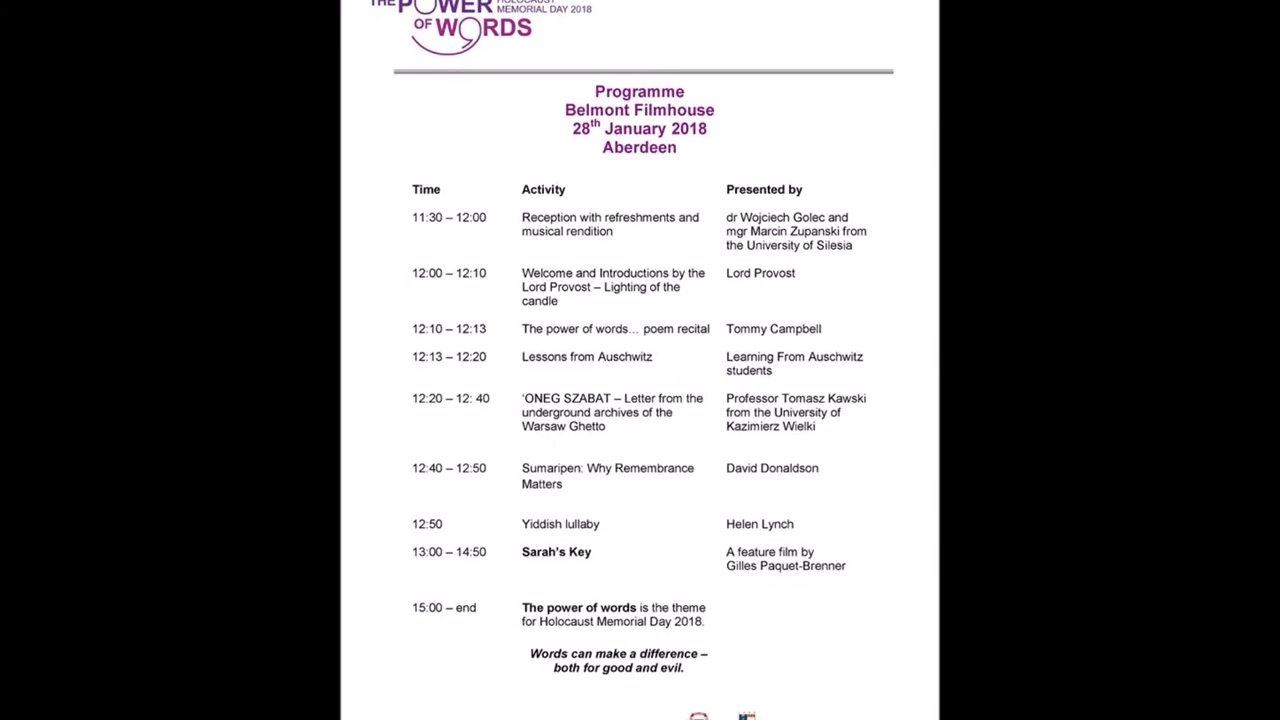 THE POWER HOLOCAUST
MEMORIAL DAY 2018
OF WORDS
Programme
Belmont Filmhouse
28th January 2018
Aberdeen
Time Activity Presented by
11:30 – 12:00 Reception with refreshments and dr Wojciech Golec and
musical rendition mgr Marcin Zupanski from
the University of Silesia
12:00 – 12:10 Welcome and Introductions by the Lord Provost
Lord Provost – Lighting of the
candle
12:10 – 12:13 The power of words... poem recital Tommy Campbell
12:13 – 12:20 Lessons from Auschwitz Learning From Auschwitz
students
12:20 – 12: 40 ‘ONEG SZABAT – Letter from the Professor Tomasz Kawski
underground archives of the from the University of
Warsaw Ghetto Kazimierz Wielki
12:40 – 12:50 Sumaripen: Why Remembrance David Donaldson
Matters
12:50 Yiddish lullaby Helen Lynch
13:00 – 14:50 Sarah’s Key A feature film by
Gilles Paquet-Brenner
15:00 – end The power of words is the theme
for Holocaust Memorial Day 2018.
Words can make a difference –
both for good and evil.